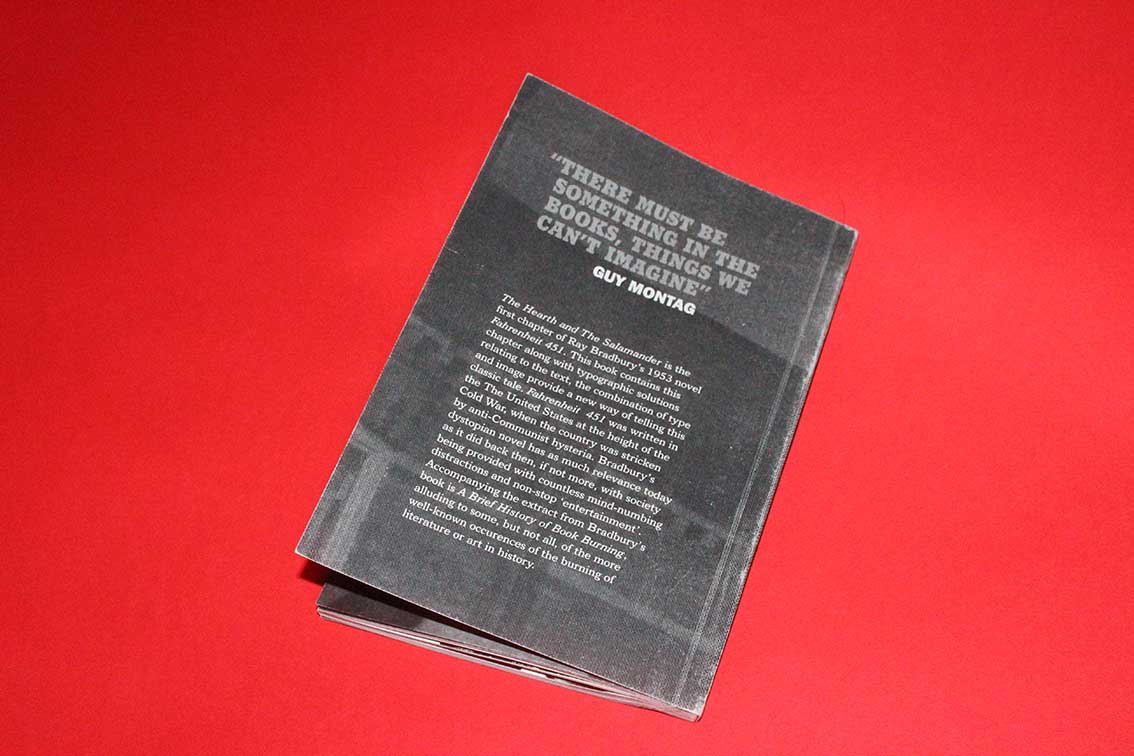 "THERE MUST BE
SOMETHING IN THE
BOOKS, THINGS WE
CAN'T IMAGINE"
GUY MONTAG
The Hearth and The Salamander is the
first chapter of Ray Bradbury's 1953 novel
Fahrenheit 451. This book contains this
chapter along with typographic solutions
relating to the text, the combination of type
and image provide a new way of telling this
classic tale. Fahrenheit 451 was written in
the The United States at the height of the
Cold War, when the country was stricken
by anti-Communist hysteria. Bradbury's
dystopian novel has as much relevance today
as it did back then, if not more, with society
being provided with countless mind-numbing
distractions and non-stop 'entertainment'.
Accompanying the extract from Bradbury's
book is A Brief History of Book Burning,
alluding to some, but not all, of the more
well-known occurences of the burning of
literature or art in history.